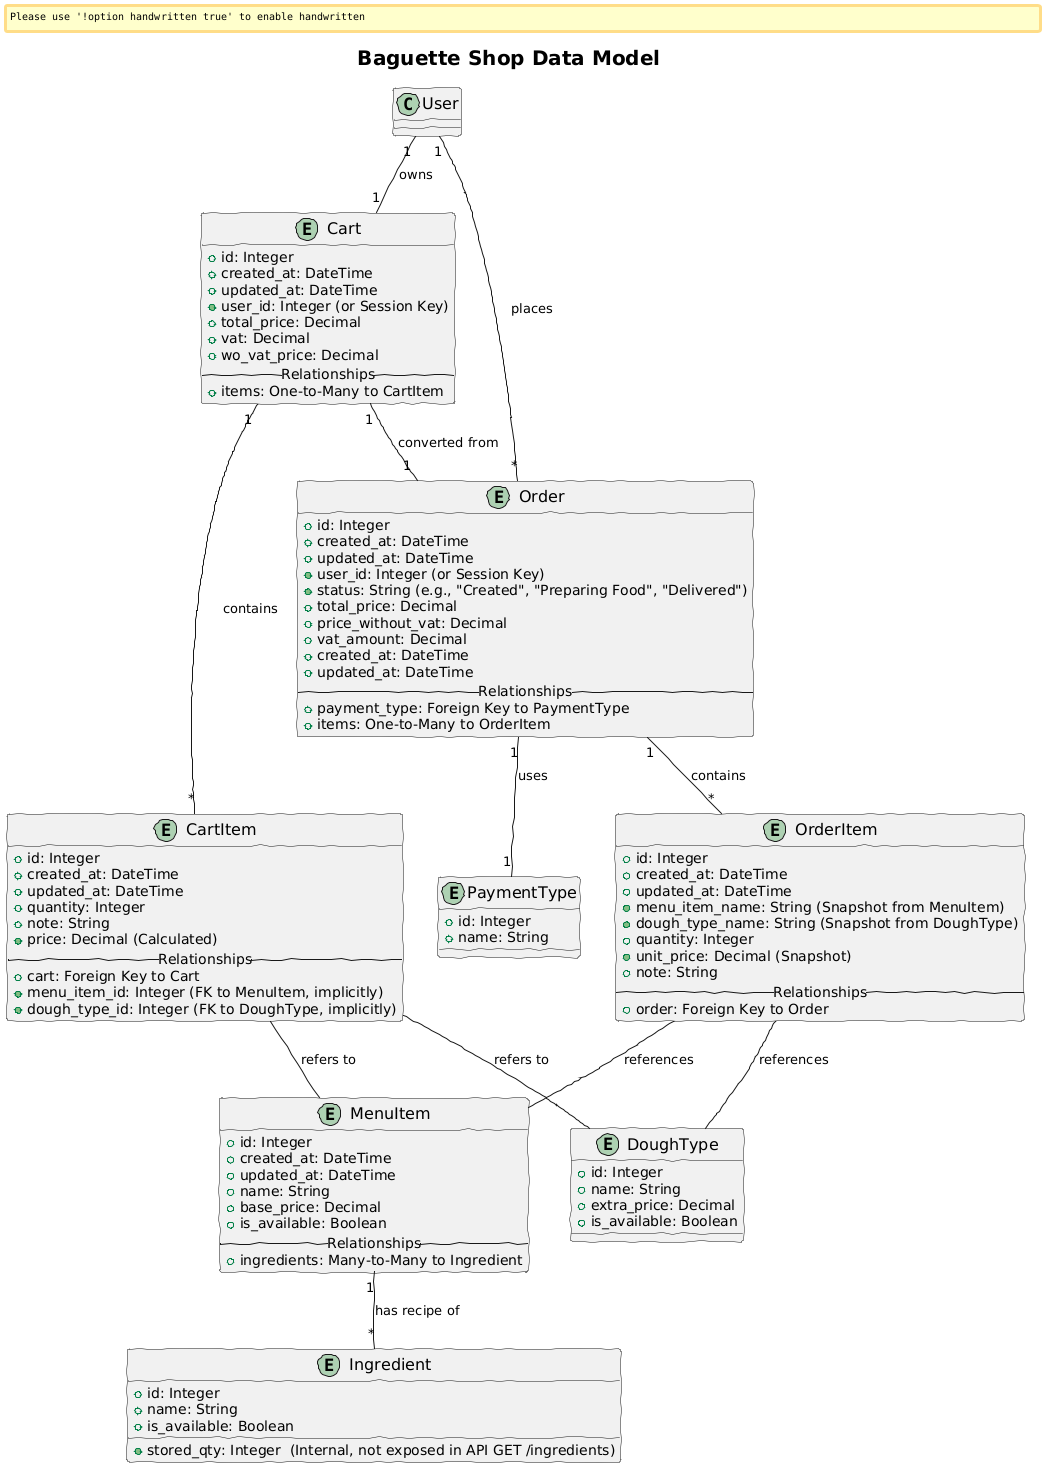 Please use '!option handwritten true' to enable handwritten
Baguette Shop Data Model
C User
1 1
owns
1
E Cart
id: Integer
created_at: DateTime
updated_at: DateTime
user_id: Integer (or Session Key)
total_price: Decimal
vat: Decimal
wo_vat_price: Decimal
Relationships
items: One-to-Many to CartItem
places
1 1
converted from
1 *
E Order
id: Integer
created_at: DateTime
updated_at: DateTime
user_id: Integer (or Session Key)
status: String (e.g., "Created", "Preparing Food", "Delivered")
total_price: Decimal
price_without_vat: Decimal
vat_amount: Decimal
created_at: DateTime
updated_at: DateTime
Relationships
payment_type: Foreign Key to PaymentType
items: One-to-Many to OrderItem
contains
1 1
uses contains
* *
E CartItem
id: Integer
created_at: DateTime
updated_at: DateTime
quantity: Integer
note: String
price: Decimal (Calculated)
Relationships
cart: Foreign Key to Cart
menu_item_id: Integer (FK to MenuItem, implicitly)
dough_type_id: Integer (FK to DoughType, implicitly)
1
E PaymentType
id: Integer
name: String
E OrderItem
id: Integer
created_at: DateTime
updated_at: DateTime
menu_item_name: String (Snapshot from MenuItem)
dough_type_name: String (Snapshot from DoughType)
quantity: Integer
unit_price: Decimal (Snapshot)
note: String
Relationships
order: Foreign Key to Order
refers to refers to references references
E MenuItem
id: Integer
created_at: DateTime
updated_at: DateTime
name: String
base_price: Decimal
is_available: Boolean
Relationships
ingredients: Many-to-Many to Ingredient
E DoughType
id: Integer
name: String
extra_price: Decimal
is_available: Boolean
1
has recipe of
*
E Ingredient
id: Integer
name: String
is_available: Boolean
stored_qty: Integer (Internal, not exposed in API GET /ingredients)